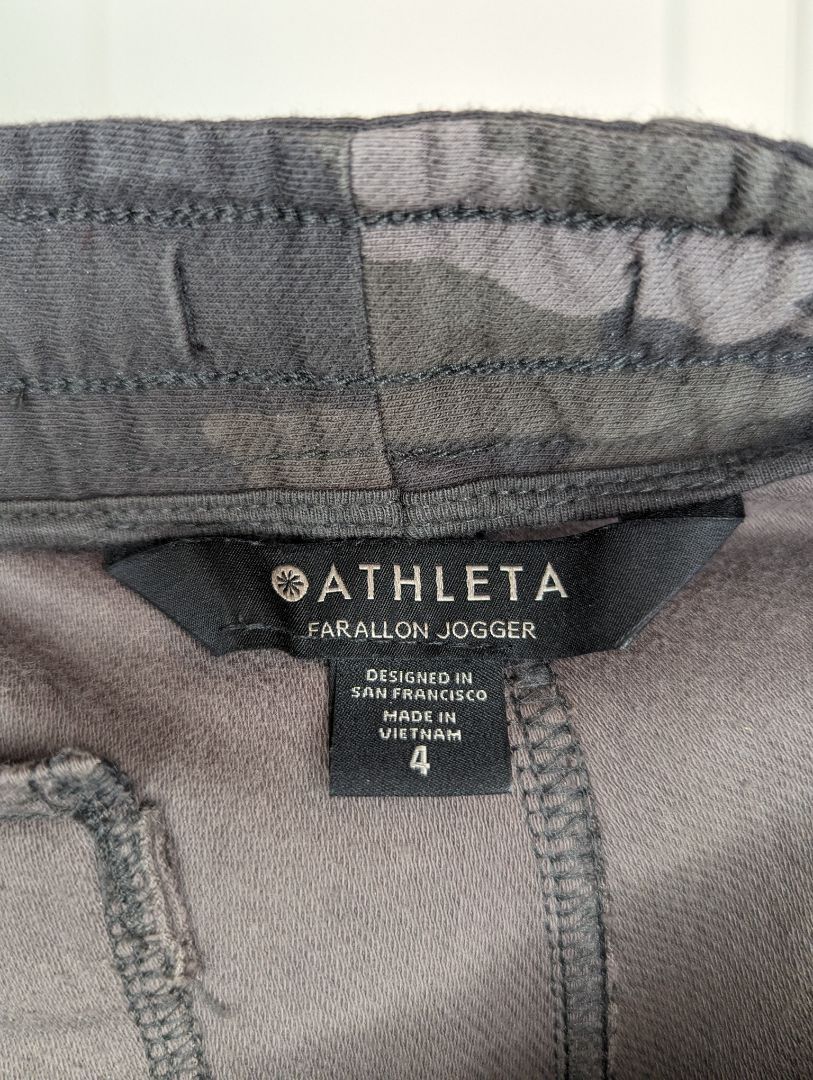 ATHLETA
FARALLON JOGGER
DESIGNED IN
SAN FRANCISCO
MADE IN
VIETNAM
4